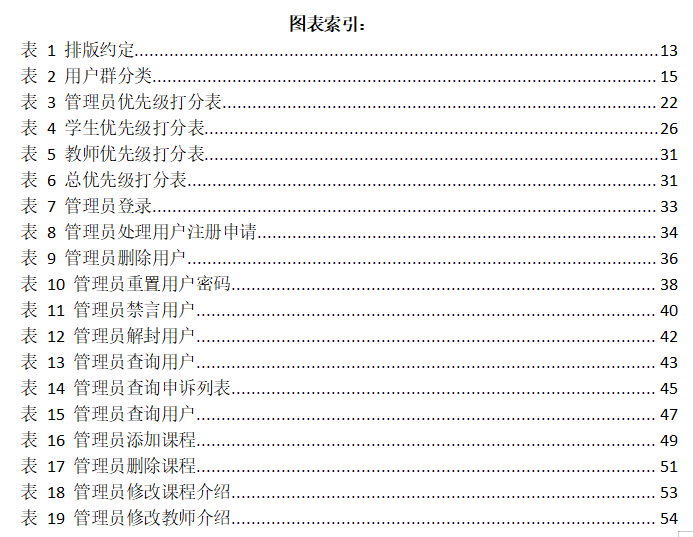 图表索引：
表 1 排版约定........................................................................................13
表 2 用户群分类....................................................................................15
表 3 管理员优先级打分表......................................................................22
表 4 学生优先级打分表..........................................................................26
表 5 教师优先级打分表..........................................................................31
表 6 总优先级打分表..............................................................................31
表 7 管理员登录....................................................................................33
表 8 管理员处理用户注册申请..............................................................34
表 9 管理员删除用户..............................................................................36
表 10 管理员重置用户密码....................................................................38
表 11 管理员禁言用户............................................................................40
表 12 管理员解封用户............................................................................42
表 13 管理员查询用户............................................................................43
表 14 管理员查询申诉列表....................................................................45
表 15 管理员查询用户............................................................................47
表 16 管理员添加课程............................................................................49
表 17 管理员删除课程............................................................................51
表 18 管理员修改课程介绍....................................................................53
表 19 管理员修改教师介绍....................................................................54